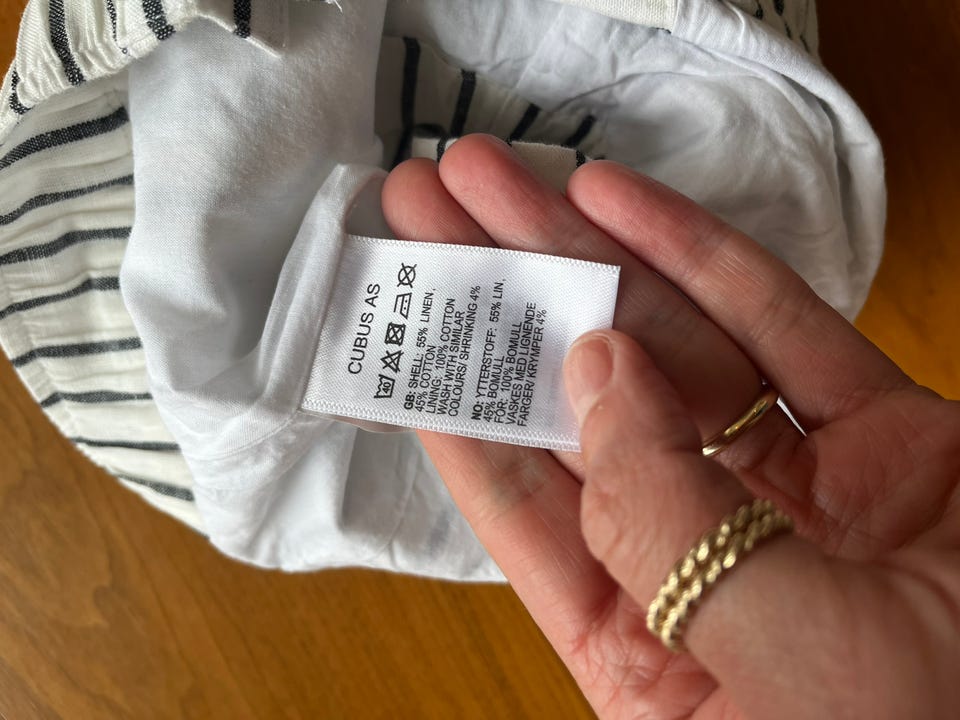 CUBUS AS
40
GB: SHELL: 55% LINEN,
45% COTTON
LINING: 100% COTTON
WASH WITH SIMILAR
COLOURS/ SHRINKING 4%
NO: YTTERSTOFF: 55% LIN,
45% BOMULL
FOR: 100% BOMULL
VASKES MED LIGNENDE
FARGER/ KRYMPER 4%